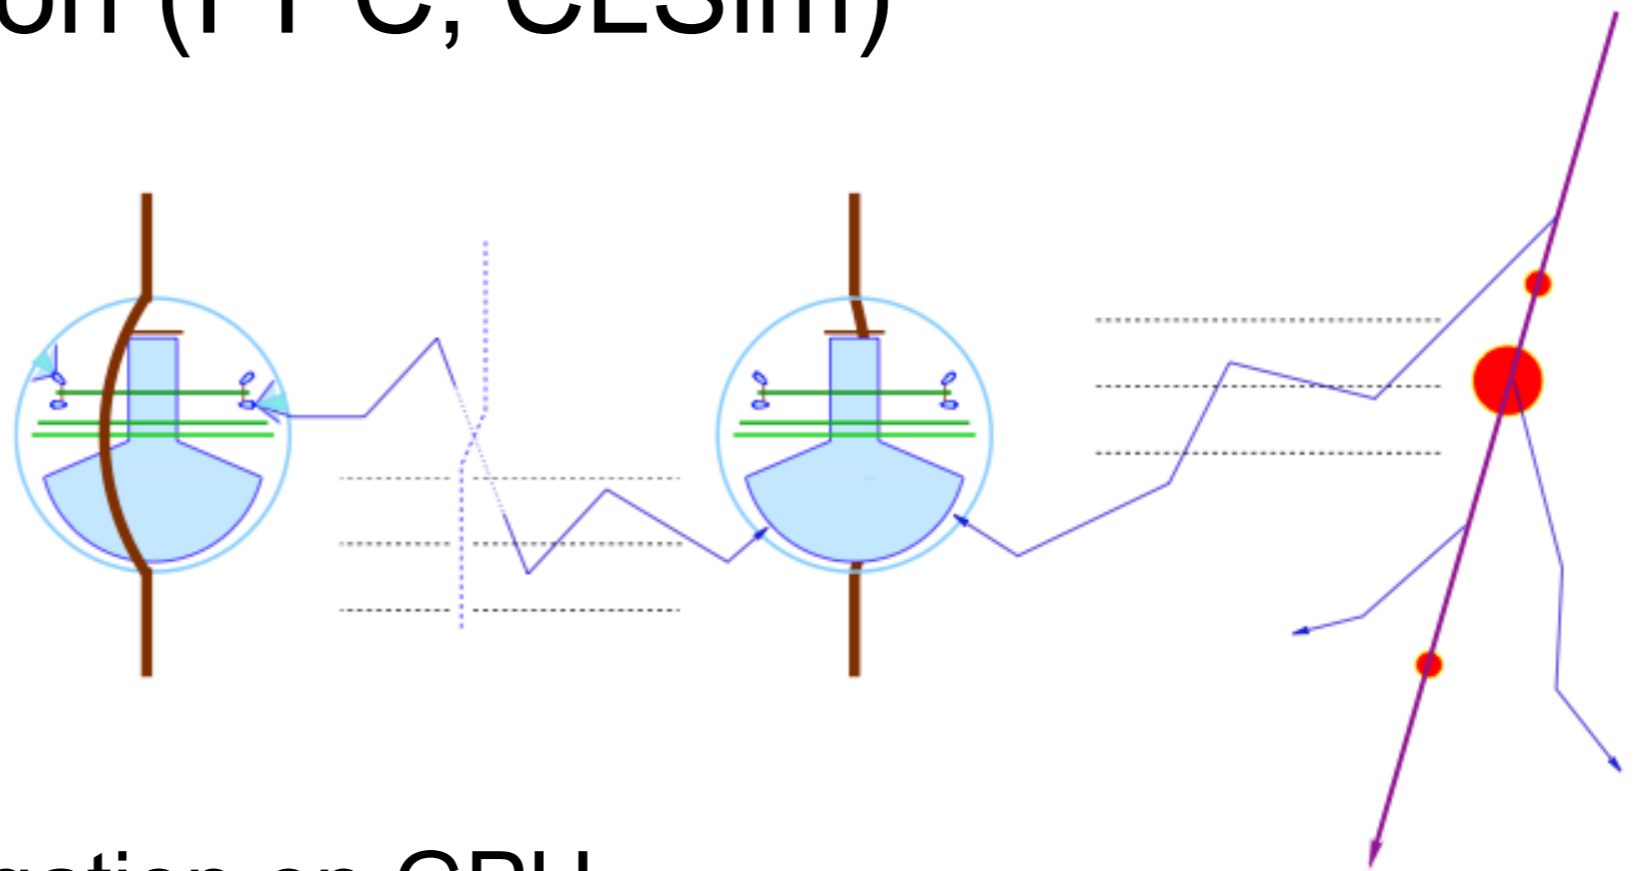 on (PPC, CLSim)
gation on GPU